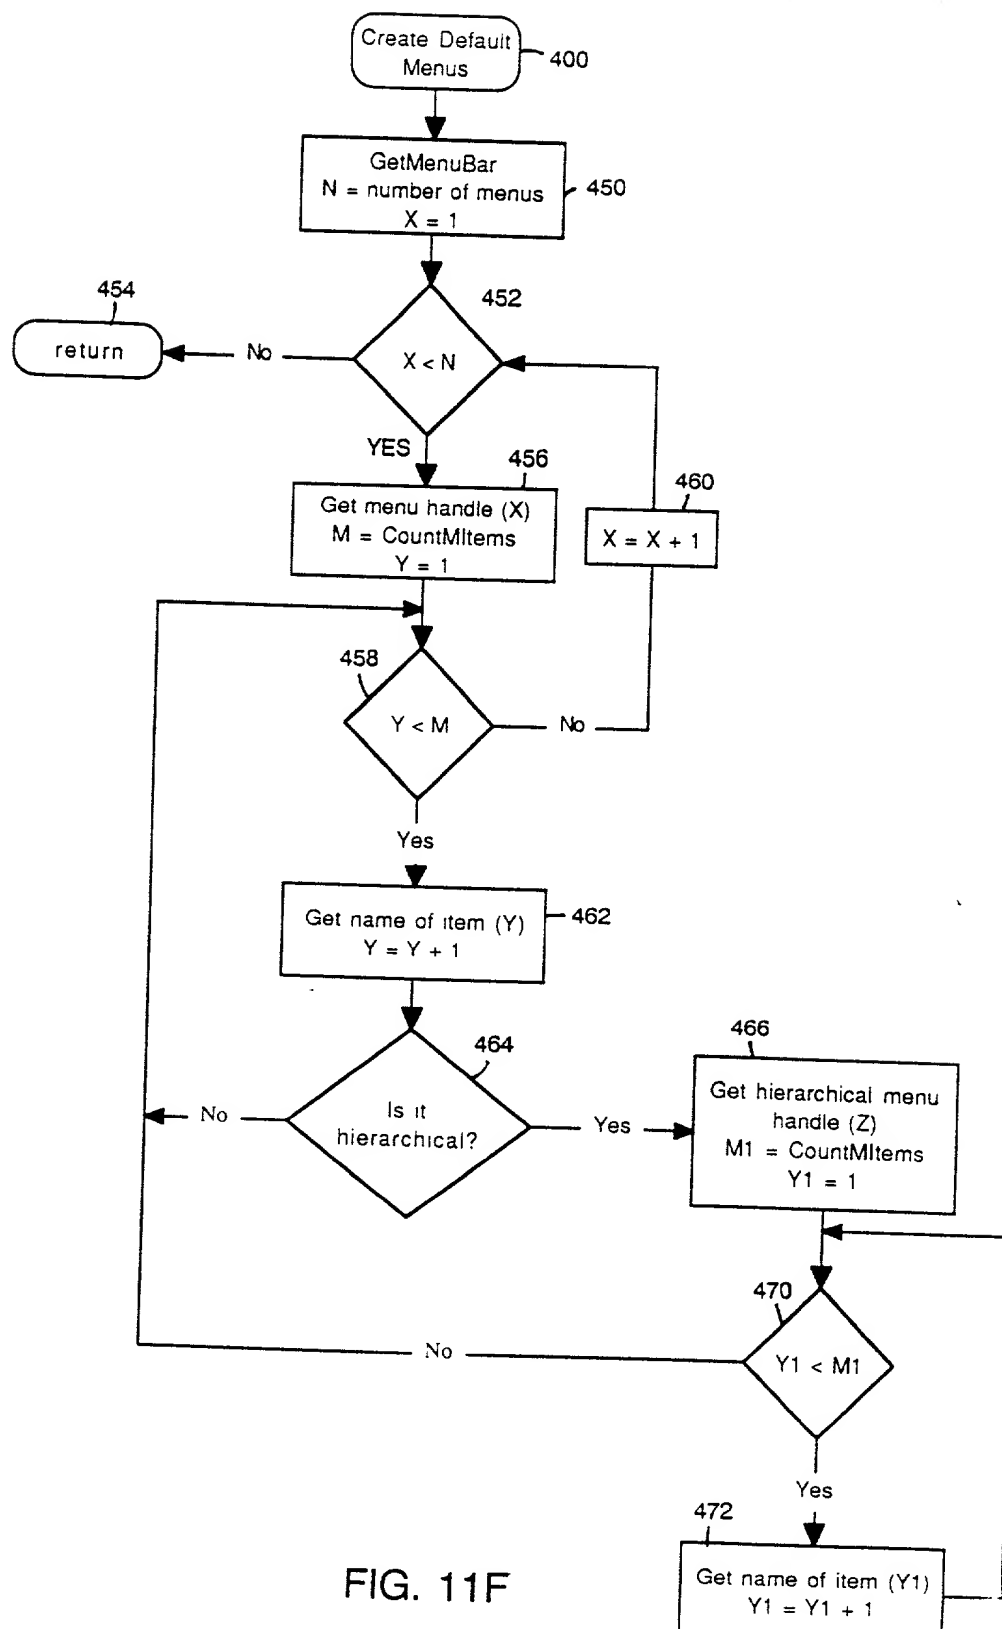 Create Default
Menus
400
GetMenuBar
N = number of menus
X = 1
450
452
454
return
No
X < N
YES
456
Get menu handle (X)
M = CountMItems
Y = 1
460
X = X + 1
458
Y < M
No
Yes
Get name of item (Y)
Y = Y + 1
462
464
Is it
hierarchical?
No
Yes
466
Get hierarchical menu
handle (Z)
M1 = CountMItems
Y1 = 1
470
Y1 < M1
No
Yes
472
Get name of item (Y1)
Y1 = Y1 + 1
FIG. 11F